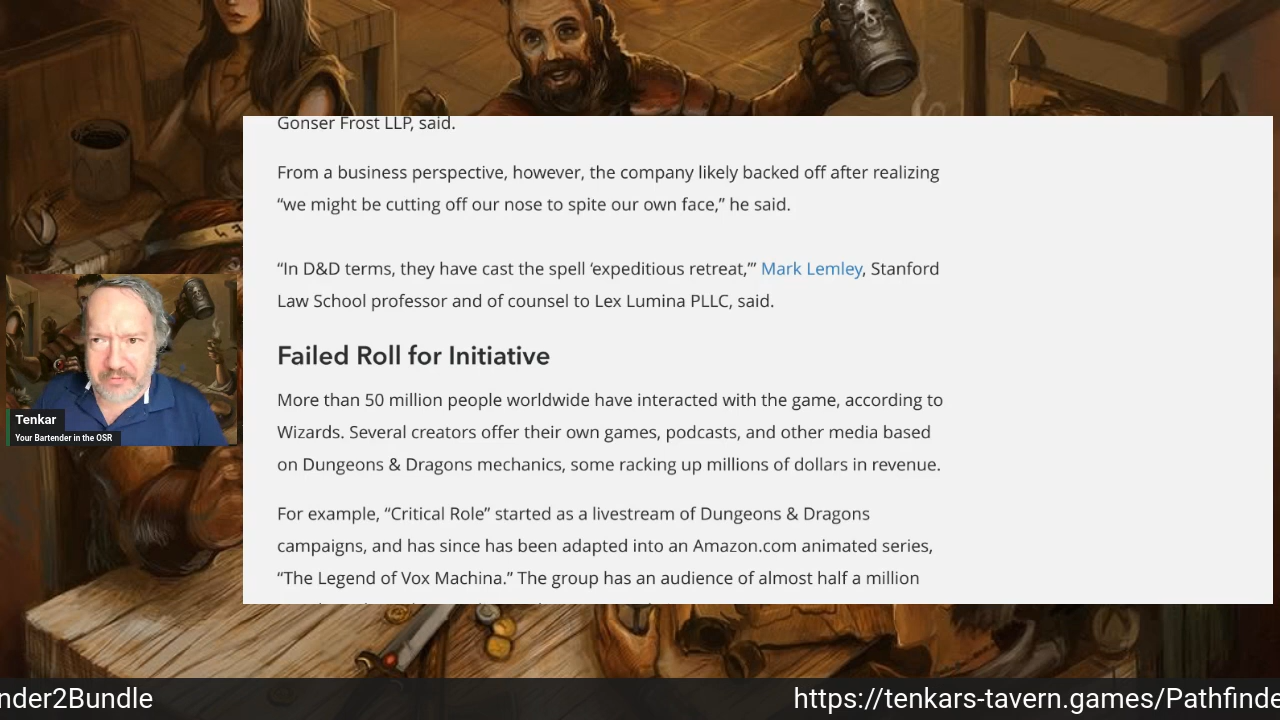 Gonser Frost LLP, said.
From a business perspective, however, the company likely backed off after realizing
“we might be cutting off our nose to spite our own face,” he said.
“In D&D terms, they have cast the spell ‘expeditious retreat,’” Mark Lemley, Stanford
Law School professor and of counsel to Lex Lumina PLLC, said.
Failed Roll for Initiative
More than 50 million people worldwide have interacted with the game, according to
Wizards. Several creators offer their own games, podcasts, and other media based
on Dungeons & Dragons mechanics, some racking up millions of dollars in revenue.
For example, “Critical Role” started as a livestream of Dungeons & Dragons
campaigns, and has since has been adapted into an Amazon.com animated series,
“The Legend of Vox Machina.” The group has an audience of almost half a million
Tenkar
Your Bartender in the OSR
nder2Bundle
https://tenkars-tavern.games/Pathfinde